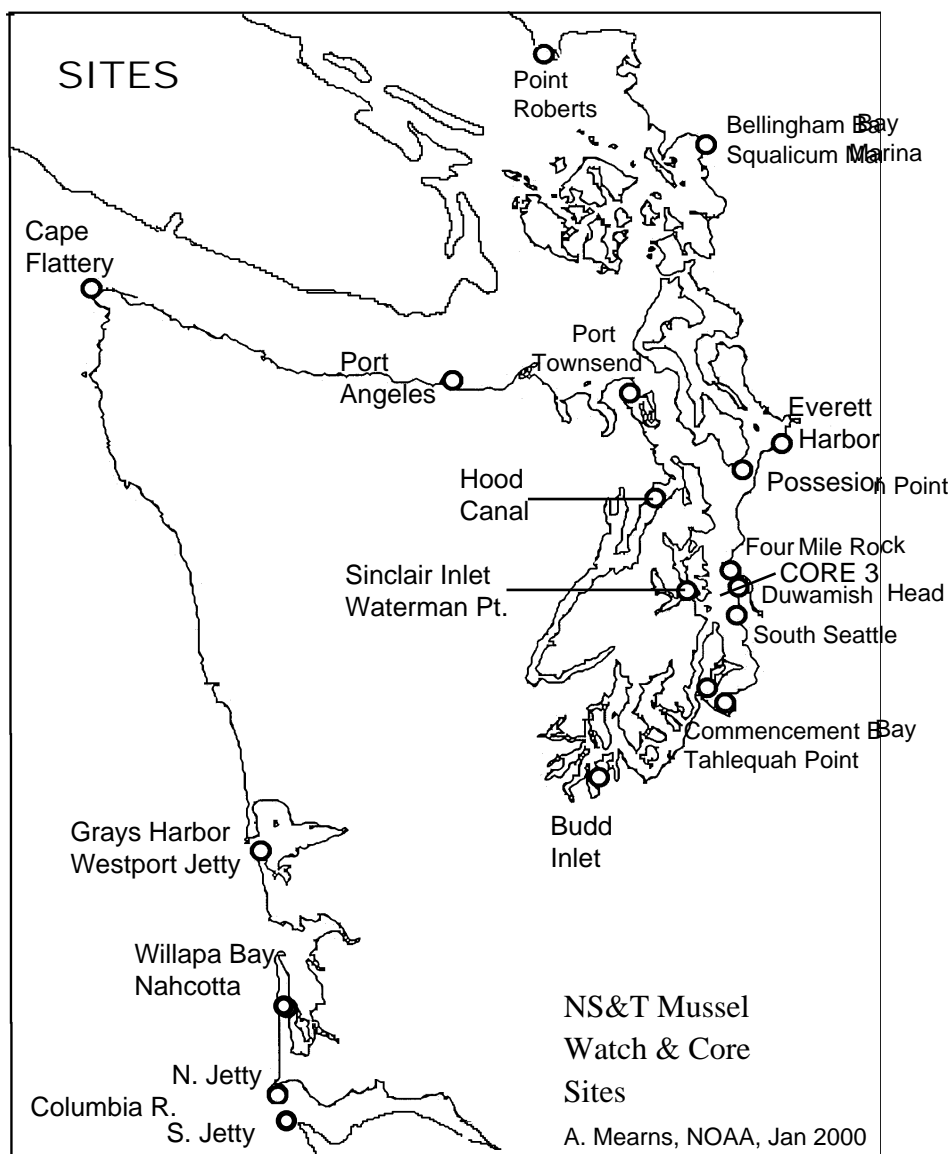 SITES
Point
Roberts
Bellingham Bay
Squalicum Marina
Cape
Flattery
Port
Townsend
Port
Angeles
Everett
Harbor
Possesion Point
Hood
Canal
Four Mile Rock
CORE 3
Sinclair Inlet
Waterman Pt.
Duwamish Head
South Seattle
Commencement Bay
Tahlequah Point
Budd
Inlet
Grays Harbor
Westport Jetty
Willapa Bay
Nahcotta
N. Jetty
Columbia R.
S. Jetty
NS&T Mussel
Watch & Core
Sites
A. Mearns, NOAA, Jan 2000